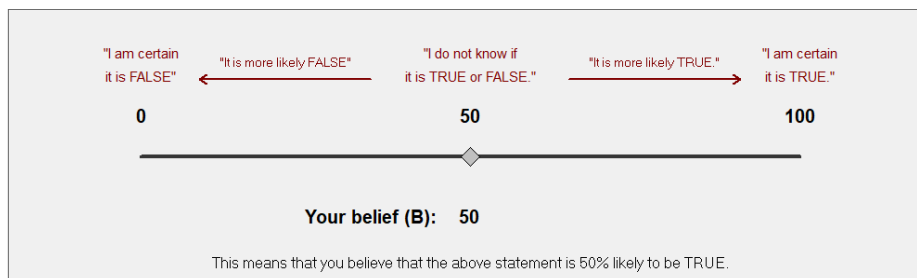 "I am certain
it is FALSE"
"It is more likely FALSE"
"I do not know if
it is TRUE or FALSE."
"It is more likely TRUE."
"I am certain
it is TRUE."
0 50 100
Your belief (B): 50
This means that you believe that the above statement is 50% likely to be TRUE.